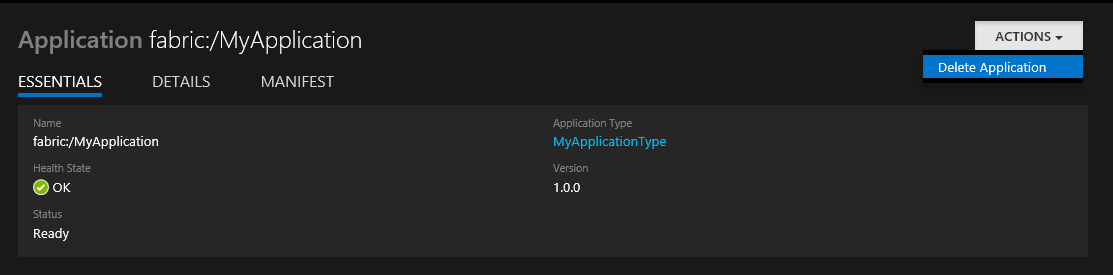 Application fabric:/MyApplication
ACTIONS
Delete Application
ESSENTIALS DETAILS MANIFEST
Name
fabric:/MyApplication
Application Type
MyApplicationType
Health State
OK
Version
1.0.0
Status
Ready